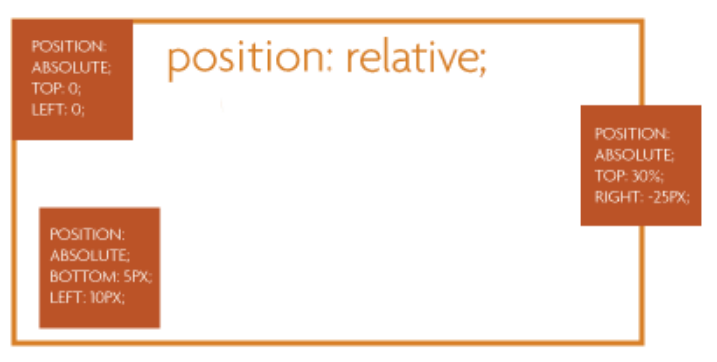 position: relative;
POSITION:
ABSOLUTE;
TOP: 0;
LEFT: 0;
POSITION:
ABSOLUTE;
TOP: 30%;
RIGHT: -25PX;
POSITION:
ABSOLUTE;
BOTTOM: 5PX;
LEFT: 10PX;